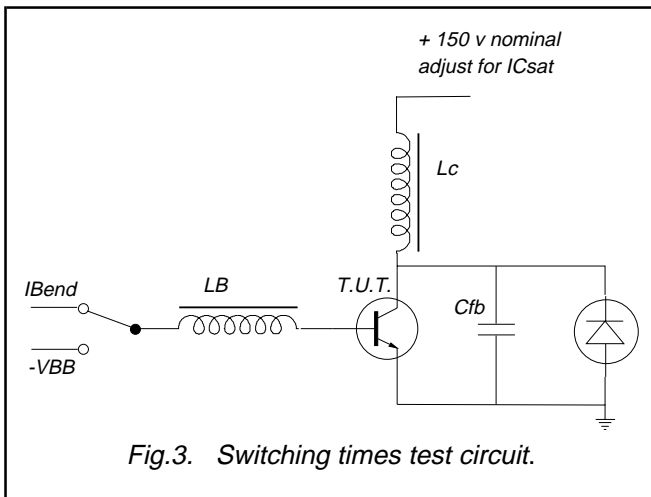 + 150 v nominal
adjust for ICsat
Lc
IBend
LB
T.U.T.
Cfb
-VBB
Fig.3. Switching times test circuit.